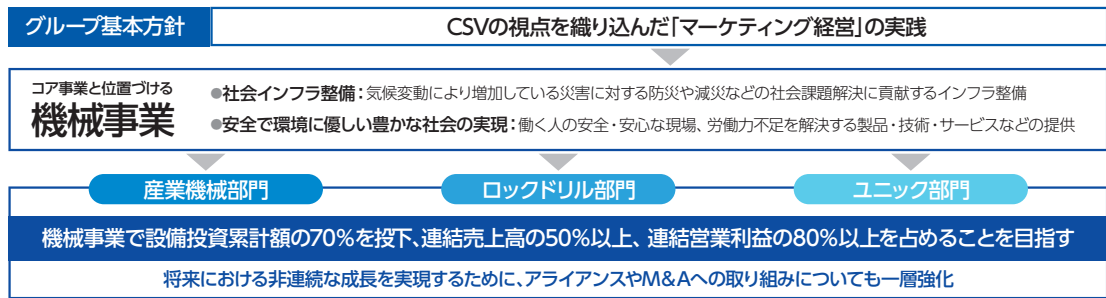 グループ基本方針
CSVの視点を織り込んだ「マーケティング経営」の実践
コア事業と位置づける
機械事業
●社会インフラ整備：気候変動により増加している災害に対する防災や減災などの社会課題解決に貢献するインフラ整備
●安全で環境に優しい豊かな社会の実現：働く人の安全・安心な現場、労働力不足を解決する製品・技術・サービスなどの提供
産業機械部門
ロックドリル部門
ユニック部門
機械事業で設備投資累計額の70%を投下、連結売上高の50%以上、連結営業利益の80%以上を占めることを目指す
将来における非連続な成長を実現するために、アライアンスやM&Aへの取り組みについても一層強化